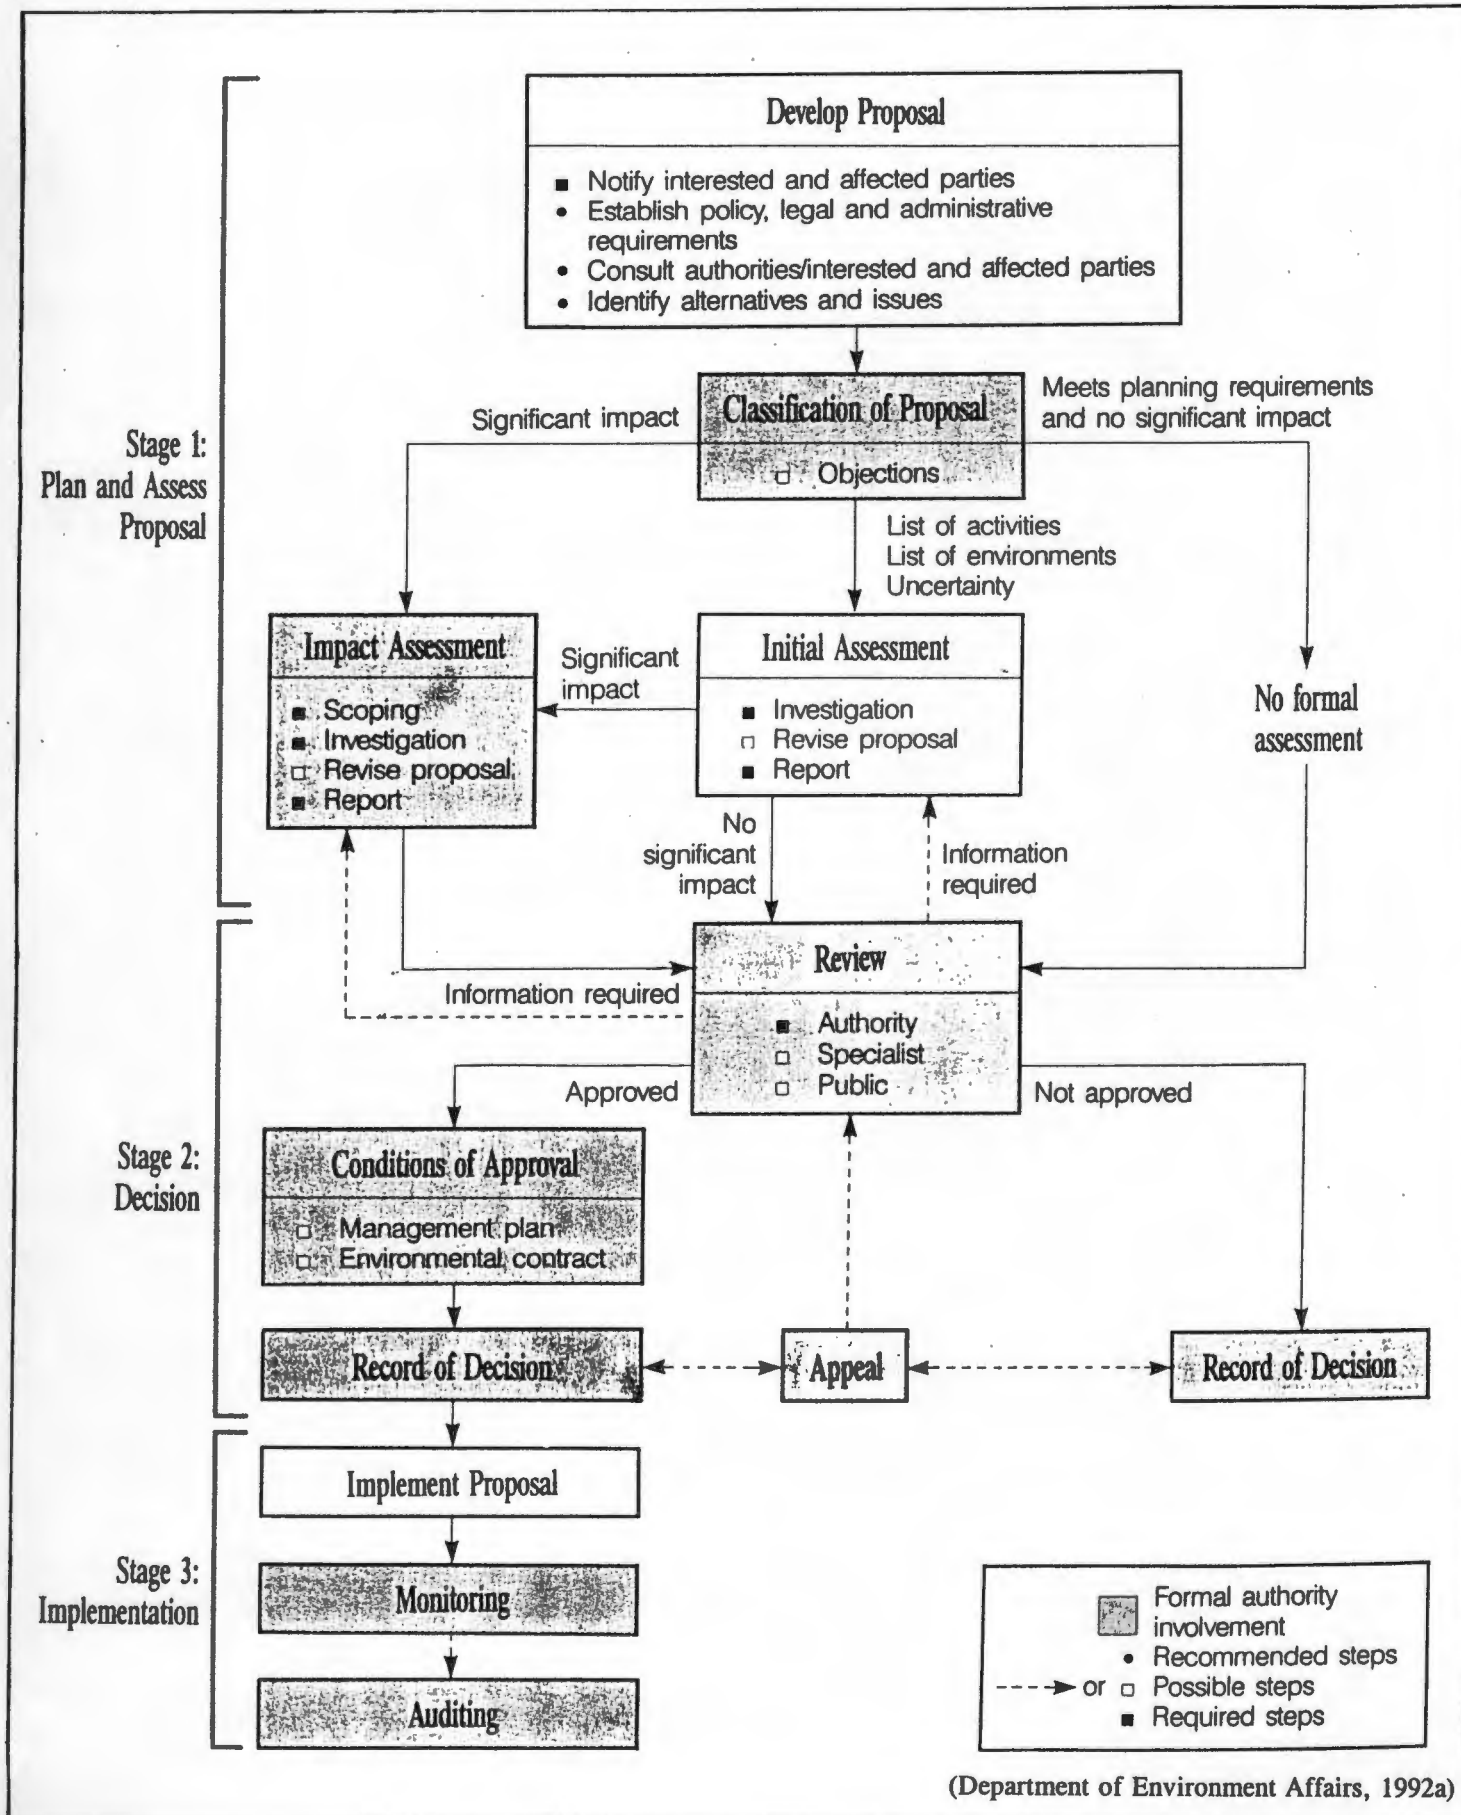 Develop Proposal
■ Notify interested and affected parties
• Establish policy, legal and administrative
requirements
• Consult authorities/interested and affected parties
• Identify alternatives and issues
Classification of Proposal
□ Objections
Significant impact
Meets planning requirements
and no significant impact
Stage 1:
Plan and Assess
Proposal
List of activities
List of environments
Uncertainty
Impact Assessment
■ Scoping
■ Investigation
□ Revise proposal
■ Report
Significant
impact
Initial Assessment
■ Investigation
□ Revise proposal
■ Report
No formal
assessment
No
significant
impact
Information
required
Review
■ Authority
□ Specialist
□ Public
Information required
Approved
Not approved
Stage 2:
Decision
Conditions of Approval
□ Management plan
□ Environmental contract
Record of Decision
Appeal
Record of Decision
Stage 3:
Implementation
Implement Proposal
Monitoring
Auditing
Formal authority
involvement
• Recommended steps
or □ Possible steps
■ Required steps
(Department of Environment Affairs, 1992a)